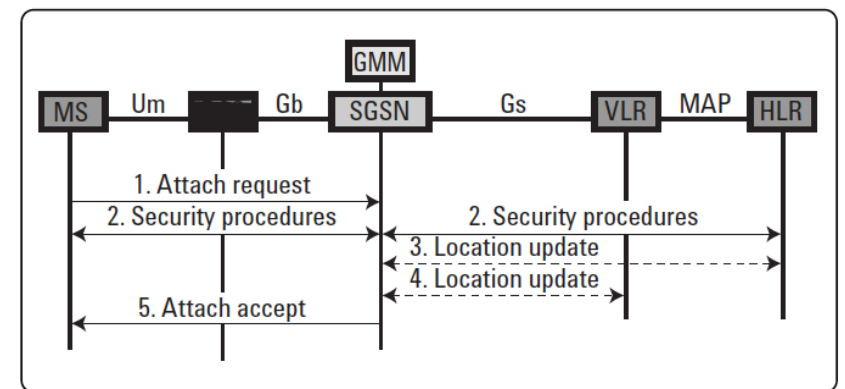 GMM
MS Um Gb SGSN Gs VLR MAP HLR
1. Attach request
2. Security procedures 2. Security procedures
3. Location update
4. Location update
5. Attach accept